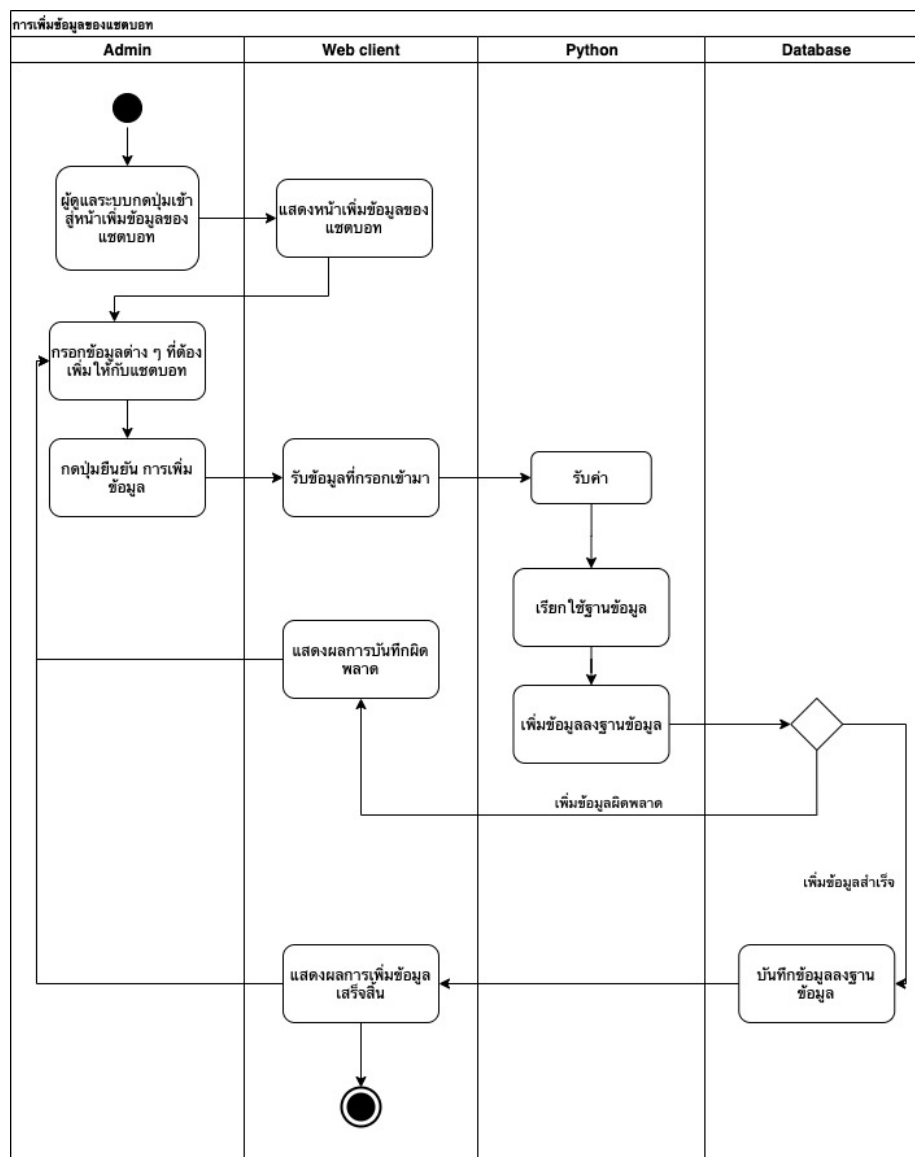 การเพิ่มข้อมูลของแชตบอท
Admin
Web client
Python
Database
ผู้ดูแลระบบกดปุ่มเข้า
สู่หน้าเพิ่มข้อมูลของ
แชตบอท
แสดงหน้าเพิ่มข้อมูลของ
แชตบอท
กรอกข้อมูลต่าง ๆ ที่ต้อง
เพิ่มให้กับแชตบอท
กดปุ่มยืนยัน การเพิ่ม
ข้อมูล
รับข้อมูลที่กรอกเข้ามา
รับค่า
เรียกใช้ฐานข้อมูล
แสดงผลการบันทึกผิด
พลาด
เพิ่มข้อมูลลงฐานข้อมูล
เพิ่มข้อมูลผิดพลาด
เพิ่มข้อมูลสำเร็จ
แสดงผลการเพิ่มข้อมูล
เสร็จสิ้น
บันทึกข้อมูลลงฐาน
ข้อมูล